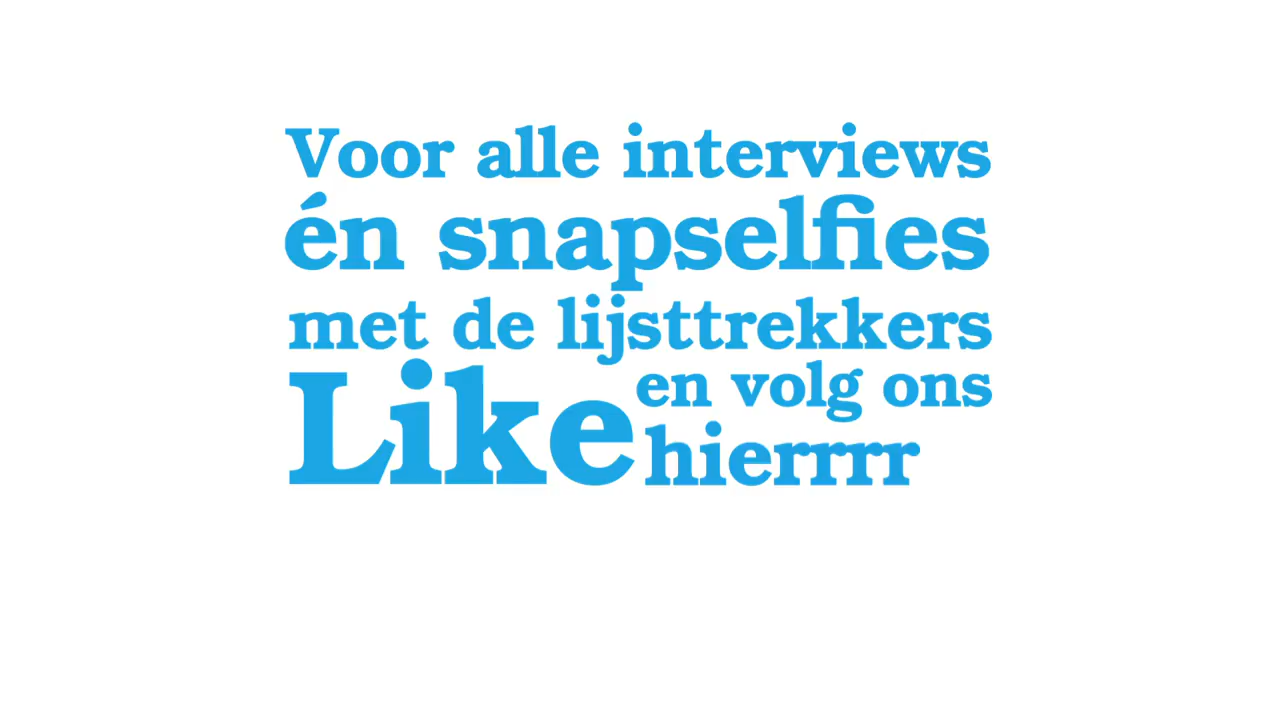 Voor alle interviews
én snapselfies
met de lijsttrekkers
Like en volg ons
hierrrr